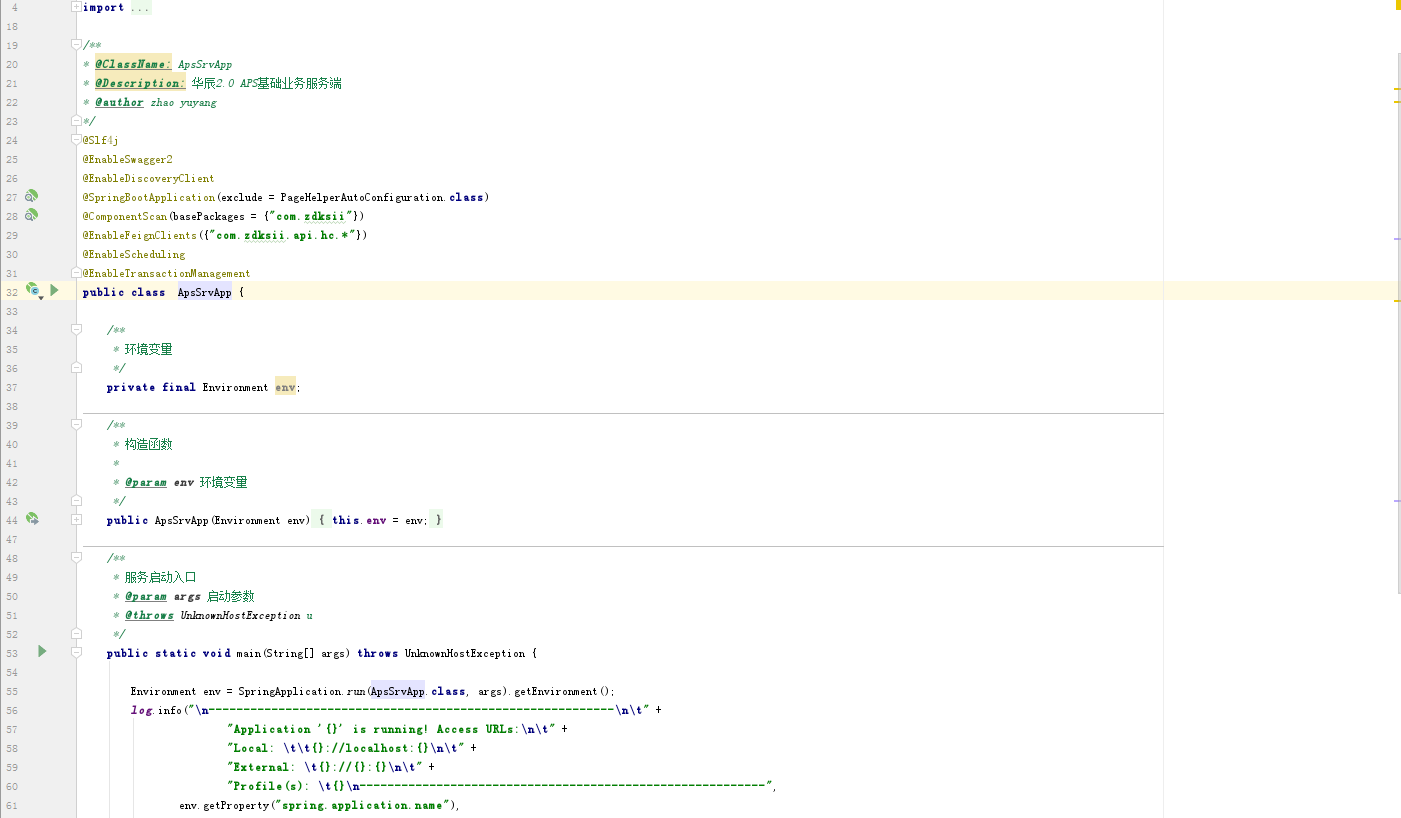 4 import ...
18
19 /**
20 * @ClassName: ApsSrvApp
21 * @Description: 华辰2.0 APS基础业务服务端
22 * @author zhao yuyang
23 */
24 @Slf4j
25 @EnableSwagger2
26 @EnableDiscoveryClient
27 @SpringBootApplication(exclude = PageHelperAutoConfiguration.class)
28 @ComponentScan(basePackages = {"com.zdksii"})
29 @EnableFeignClients({"com.zdksii.api.hc.*"})
30 @EnableScheduling
31 @EnableTransactionManagement
32 public class ApsSrvApp {
33
34 /**
35 * 环境变量
36 */
37 private final Environment env;
38
39 /**
40 * 构造函数
41 *
42 * @param env 环境变量
43 */
44 public ApsSrvApp(Environment env) { this.env = env; }
47
48 /**
49 * 服务启动入口
50 * @param args 启动参数
51 * @throws UnknownHostException u
52 */
53 public static void main(String[] args) throws UnknownHostException {
54
55 Environment env = SpringApplication.run(ApsSrvApp.class, args).getEnvironment();
56 log.info("\n----------------------------------------------------------\n\t" +
57 "Application '{}' is running! Access URLs:\n\t" +
58 "Local: \t\t{}://localhost:{}\n\t" +
59 "External: \t{}://{}:{}\n\t" +
60 "Profile(s): \t{}\n----------------------------------------------------------",
61 env.getProperty("spring.application.name"),